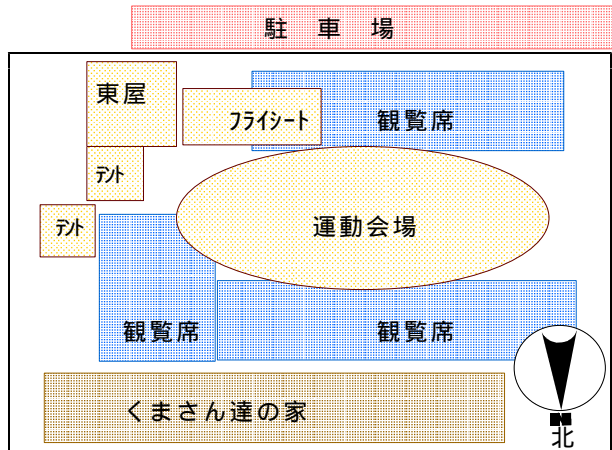 駐 車 場
東屋
フライシート
観覧席
テント
テント
運動会場
観覧席
観覧席
くまさん達の家
N
北